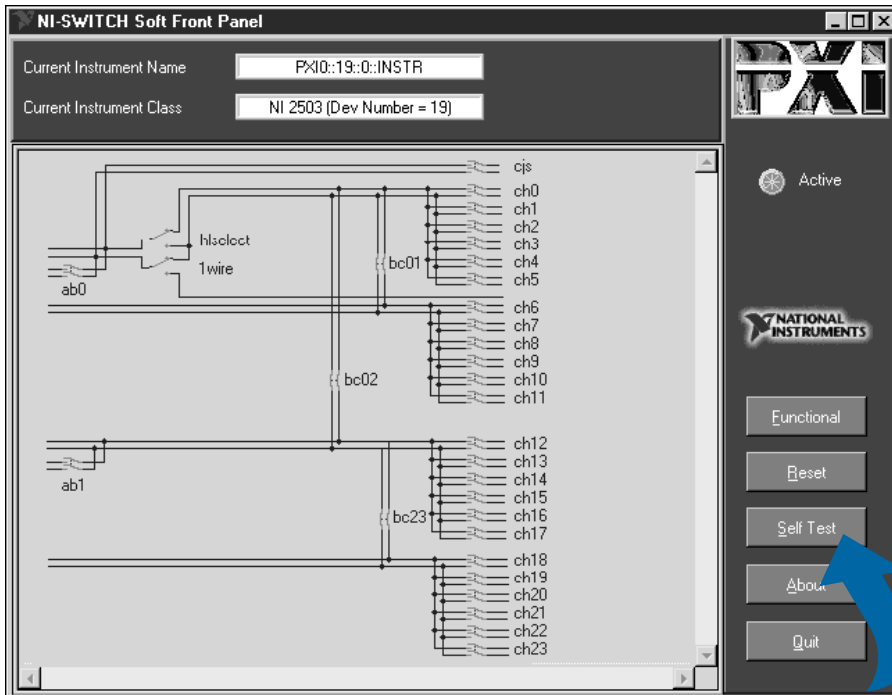 NI-SWITCH Soft Front Panel
Current Instrument Name
PXI0::19::0::INSTR
Current Instrument Class
NI 2503 (Dev Number = 19)
PXI
Active
cjs
ch0
ch1
ch2
ch3
ch4
ch5
hlselect
1wire
bc01
ab0
ch6
ch7
ch8
ch9
ch10
ch11
bc02
ch12
ch13
ch14
ch15
ch16
ch17
ab1
bc23
ch18
ch19
ch20
ch21
ch22
ch23
NATIONAL
INSTRUMENTS
Functional
Reset
Self Test
About
Quit